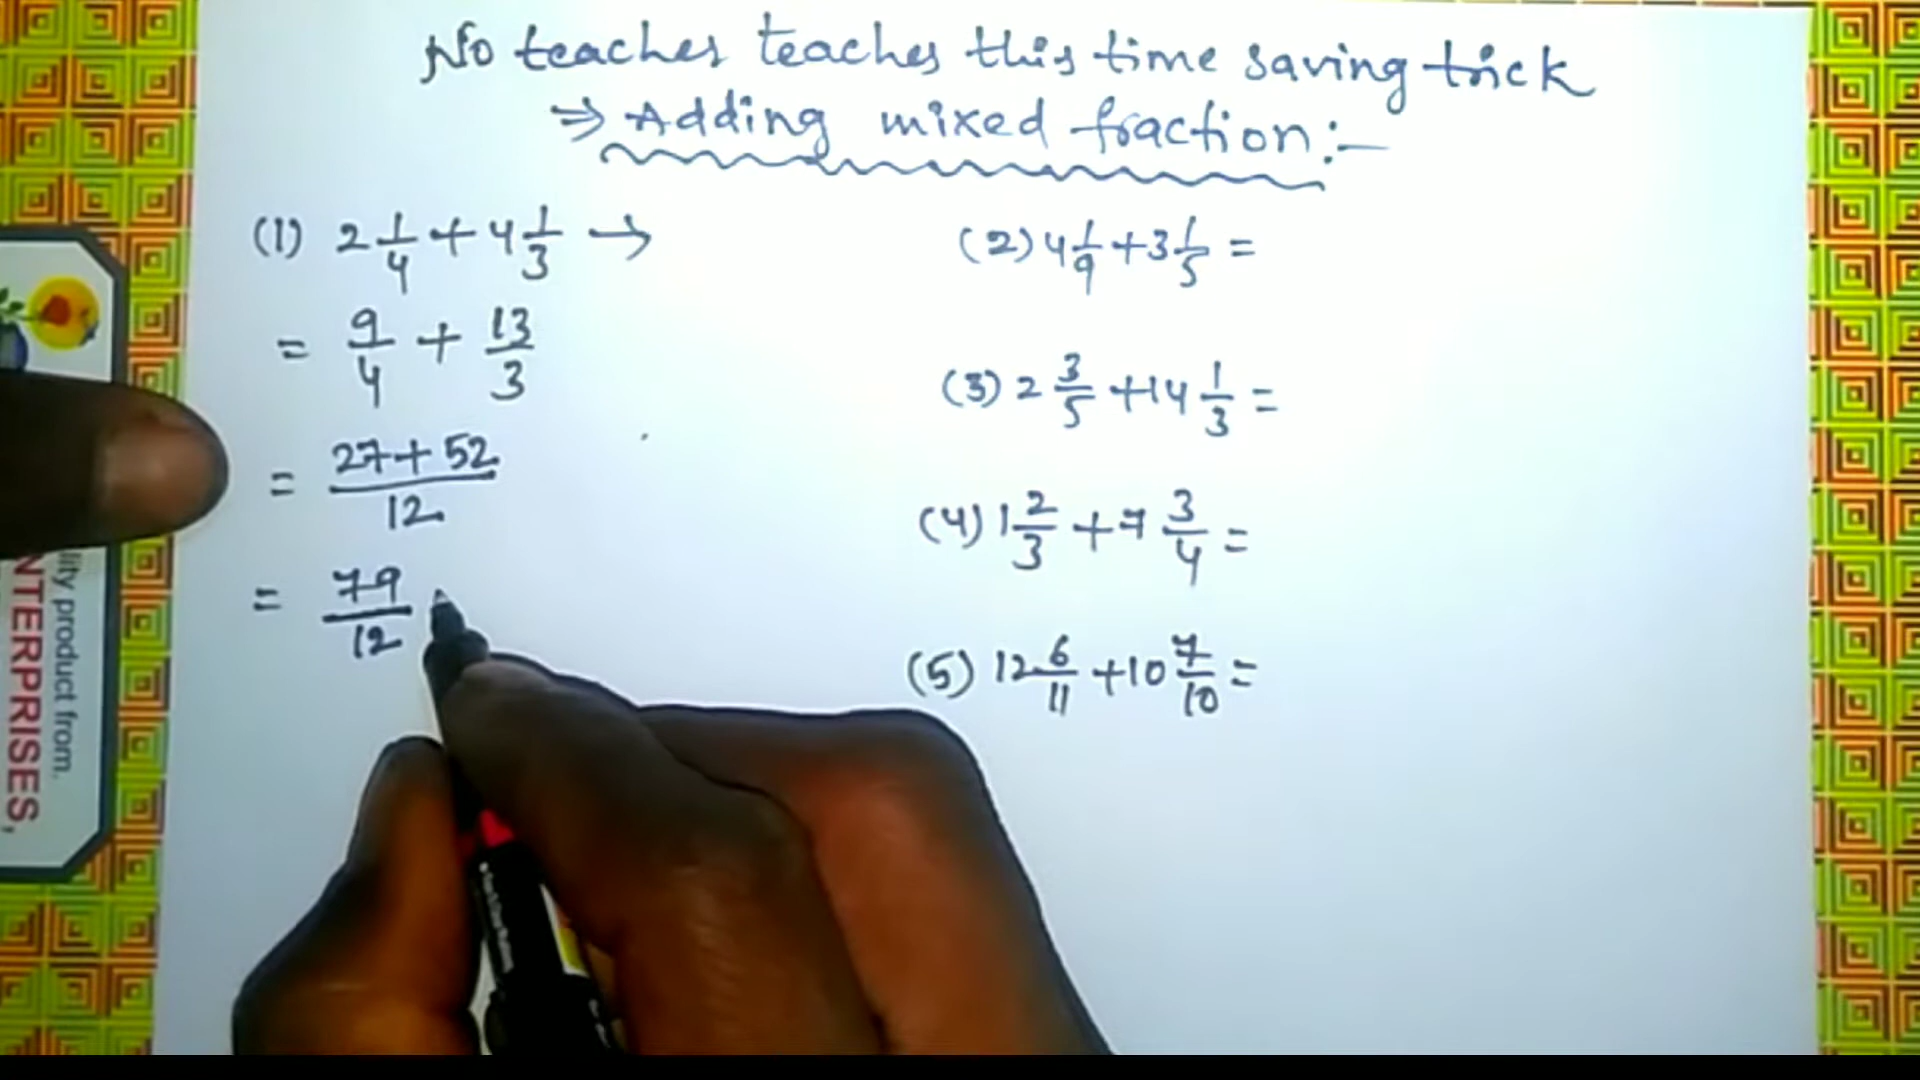 No teacher teaches this time saving trick
⇒ Adding mixed fraction:-
(1) 2 1/4 + 4 1/3 →
= 9/4 + 13/3
= 27+52/12
= 79/12
(2) 4 1/9 + 3 1/5 =
(3) 2 3/5 + 14 1/3 =
(4) 1 2/3 + 7 3/4 =
(5) 12 6/11 + 10 7/10 =
lity product from.
NTERPRISES,